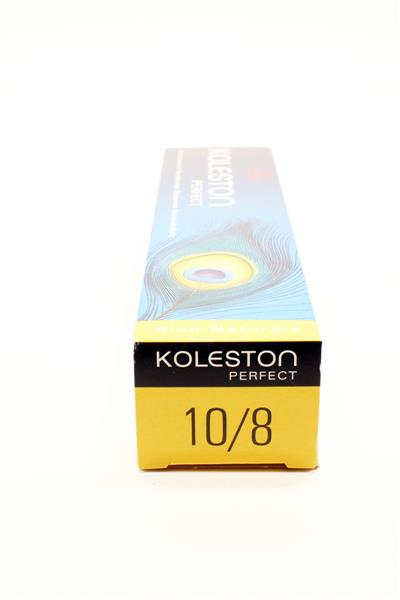 KOLESTON
PERFECT
Rich Naturals
KOLESTON
PERFECT
10/8